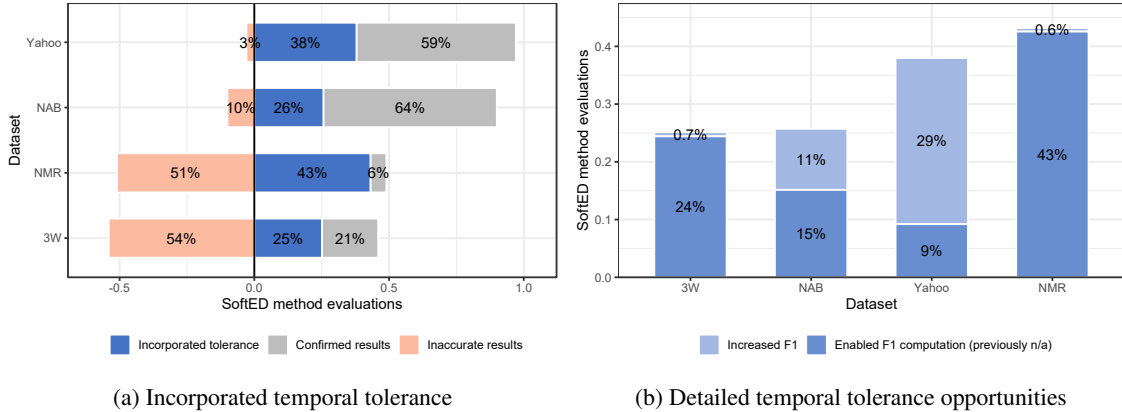 Dataset
Yahoo
3%
38%
59%
NAB
10%
26%
64%
NMR
51%
43%
6%
3W
54%
25%
21%
-0.5
0.0
0.5
1.0
SoftED method evaluations
Incorporated tolerance
Confirmed results
Inaccurate results
(a) Incorporated temporal tolerance
SoftED method evaluations
0.4
0.3
0.2
0.1
0.0
0.7%
24%
11%
15%
29%
9%
0.6%
43%
3W
NAB
Yahoo
NMR
Dataset
Increased F1
Enabled F1 computation (previously n/a)
(b) Detailed temporal tolerance opportunities